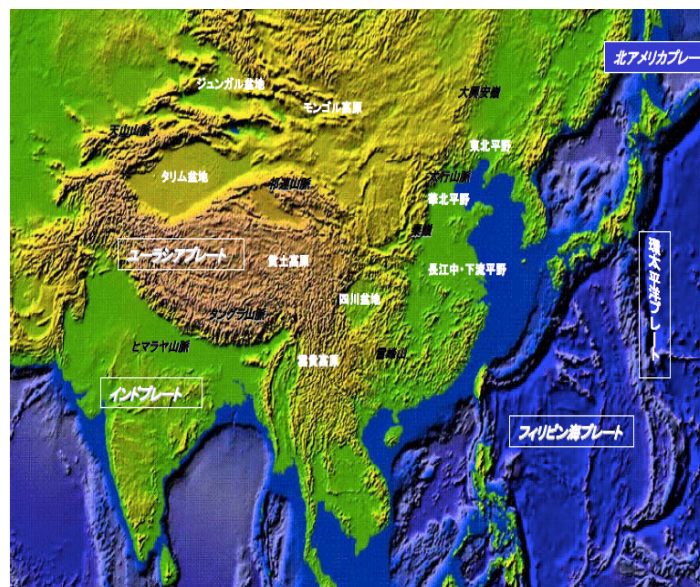 北アメリカプレー
ジュンガル盆地
大興安嶺
モンゴル高原
天山山脈
東北平野
タリム盆地
祁連山脈
太行山脈
華北平野
秦嶺
ユーラシアプレート
黄土高原
長江中・下流平野
四川盆地
タングラ山脈
ヒマラヤ山脈
雲貴高原
インドプレート
フィリピン海プレート
環太平洋プレート